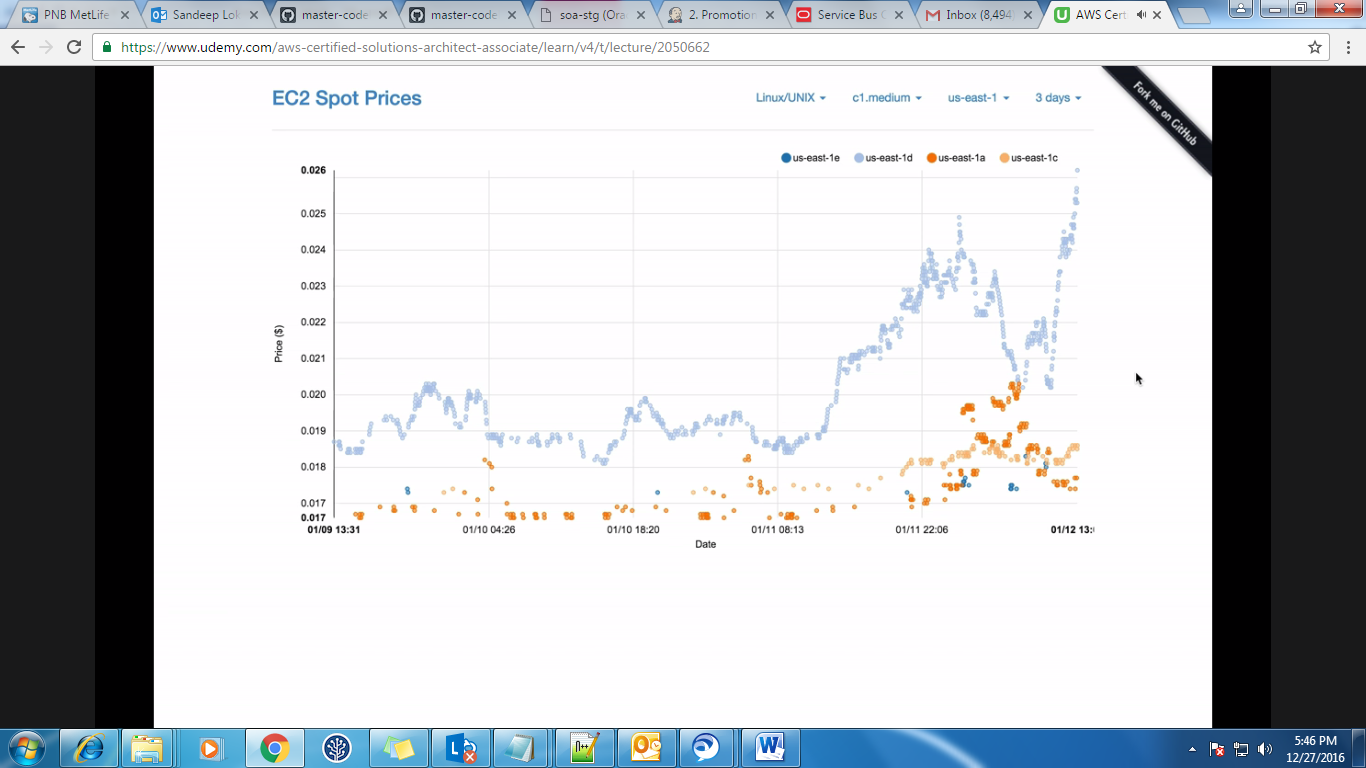 PNB MetLife
Sandeep Lok
master-code
master-code
soa-stg (Ora
2. Promotion
Service Bus
Inbox (8,494
AWS Cert
https://www.udemy.com/aws-certified-solutions-architect-associate/learn/v4/t/lecture/2050662
EC2 Spot Prices
Linux/UNIX
c1.medium
us-east-1
3 days
Fork me on GitHub
us-east-1e
us-east-1d
us-east-1a
us-east-1c
0.026
0.025
0.024
0.023
0.022
0.021
0.020
0.019
0.018
0.017
0.017
Price ($)
01/09 13:31
01/10 04:26
01/10 18:20
01/11 08:13
01/11 22:06
01/12 13:
Date
5:46 PM
12/27/2016